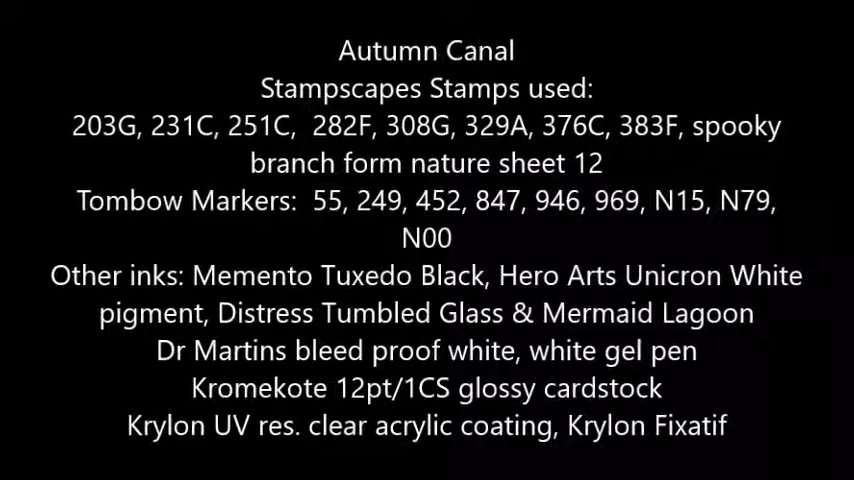 Autumn Canal
Stampscapes Stamps used:
203G, 231C, 251C,  282F, 308G, 329A, 376C, 383F, spooky
branch form nature sheet 12
Tombow Markers:  55, 249, 452, 847, 946, 969, N15, N79,
N00
Other inks: Memento Tuxedo Black, Hero Arts Unicron White
pigment, Distress Tumbled Glass & Mermaid Lagoon
Dr Martins bleed proof white, white gel pen
Kromekote 12pt/1CS glossy cardstock
Krylon UV res. clear acrylic coating, Krylon Fixatif